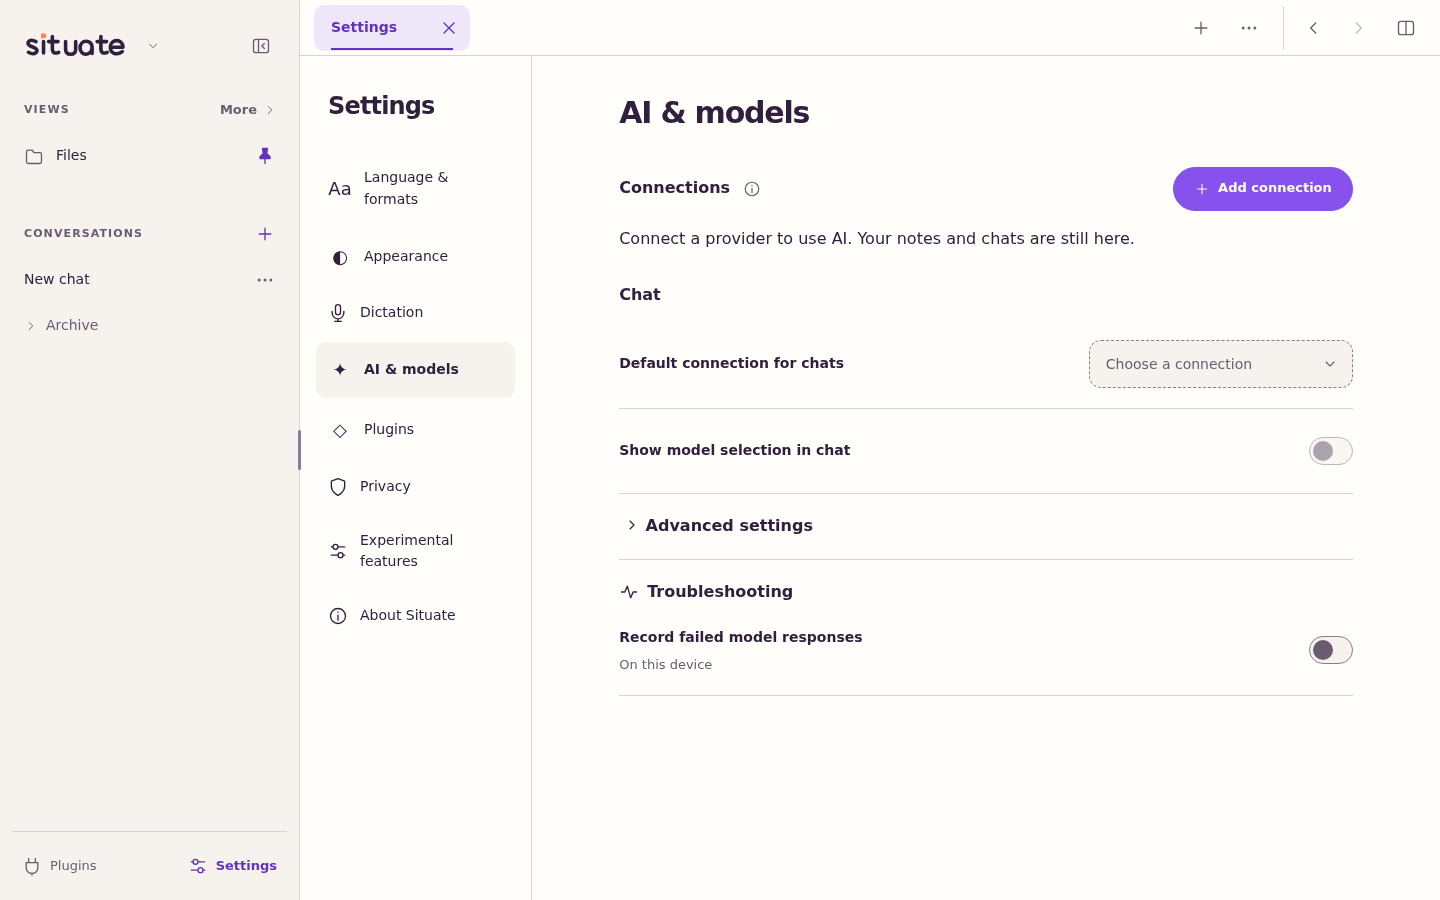 situate
VIEWS
More
Files
CONVERSATIONS
New chat
Archive
Plugins
Settings
Settings
Settings
Aa
Language &
formats
Appearance
Dictation
AI & models
Plugins
Privacy
Experimental
features
About Situate
AI & models
Connections
Add connection
Connect a provider to use AI. Your notes and chats are still here.
Chat
Default connection for chats
Choose a connection
Show model selection in chat
Advanced settings
Troubleshooting
Record failed model responses
On this device